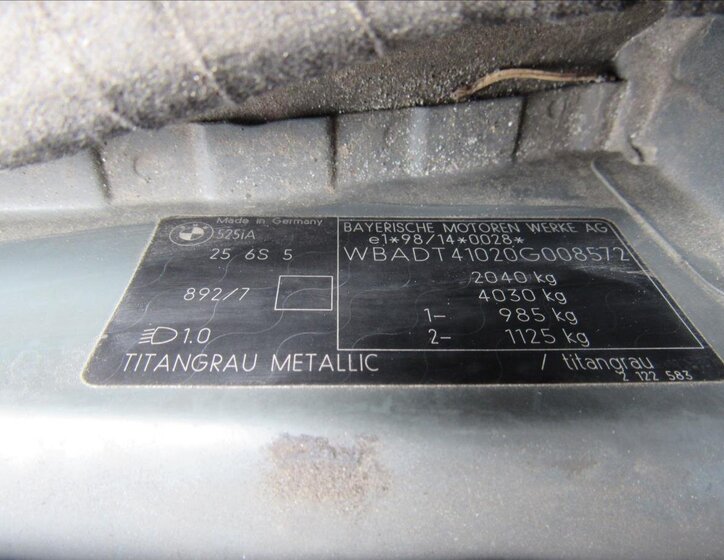 Made in Germany
BMW
525iA
25 6S 5
892/7
1.0
TITANGRAU METALLIC / titangrau
Z 122 583
BAYERISCHE MOTOREN WERKE AG
e1*98/14*0028*
WBADT41020G008572
2040 kg
4030 kg
1- 985 kg
2- 1125 kg